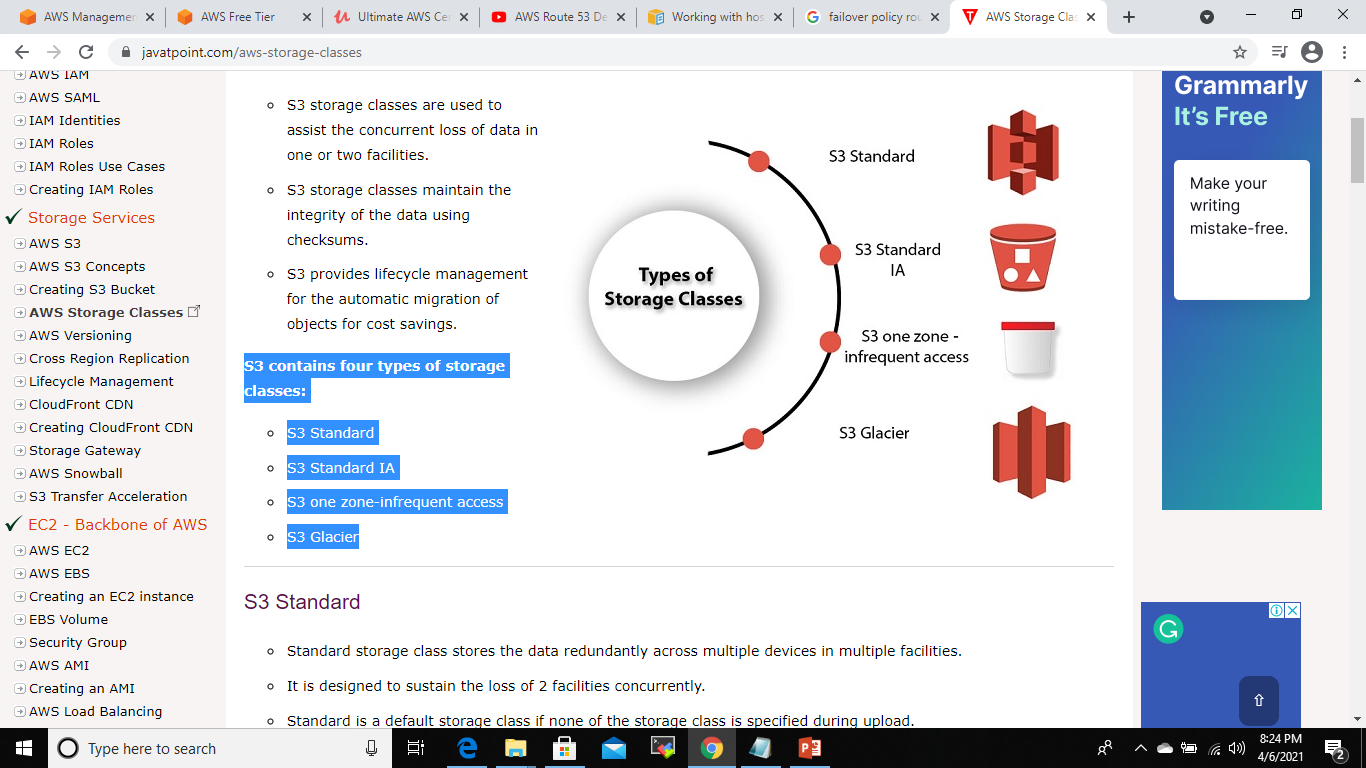 AWS Managemen
AWS Free Tier
Ultimate AWS Cer
AWS Route 53 De
Working with hos
failover policy rou
AWS Storage Clas
javatpoint.com/aws-storage-classes
AWS IAM
AWS SAML
IAM Identities
IAM Roles
IAM Roles Use Cases
Creating IAM Roles
Storage Services
AWS S3
AWS S3 Concepts
Creating S3 Bucket
AWS Storage Classes
AWS Versioning
Cross Region Replication
Lifecycle Management
CloudFront CDN
Creating CloudFront CDN
Storage Gateway
AWS Snowball
S3 Transfer Acceleration
EC2 - Backbone of AWS
AWS EC2
AWS EBS
Creating an EC2 instance
EBS Volume
Security Group
AWS AMI
Creating an AMI
AWS Load Balancing
S3 storage classes are used to
assist the concurrent loss of data in
one or two facilities.
S3 storage classes maintain the
integrity of the data using
checksums.
S3 provides lifecycle management
for the automatic migration of
objects for cost savings.
S3 contains four types of storage
classes:
S3 Standard
S3 Standard IA
S3 one zone-infrequent access
S3 Glacier
Types of
Storage Classes
S3 Standard
S3 Standard
IA
S3 one zone -
infrequent access
S3 Glacier
S3 Standard
Standard storage class stores the data redundantly across multiple devices in multiple facilities.
It is designed to sustain the loss of 2 facilities concurrently.
Standard is a default storage class if none of the storage class is specified during upload.
Grammarly
It's Free
Make your
writing
mistake-free.
Type here to search
8:24 PM
4/6/2021
2